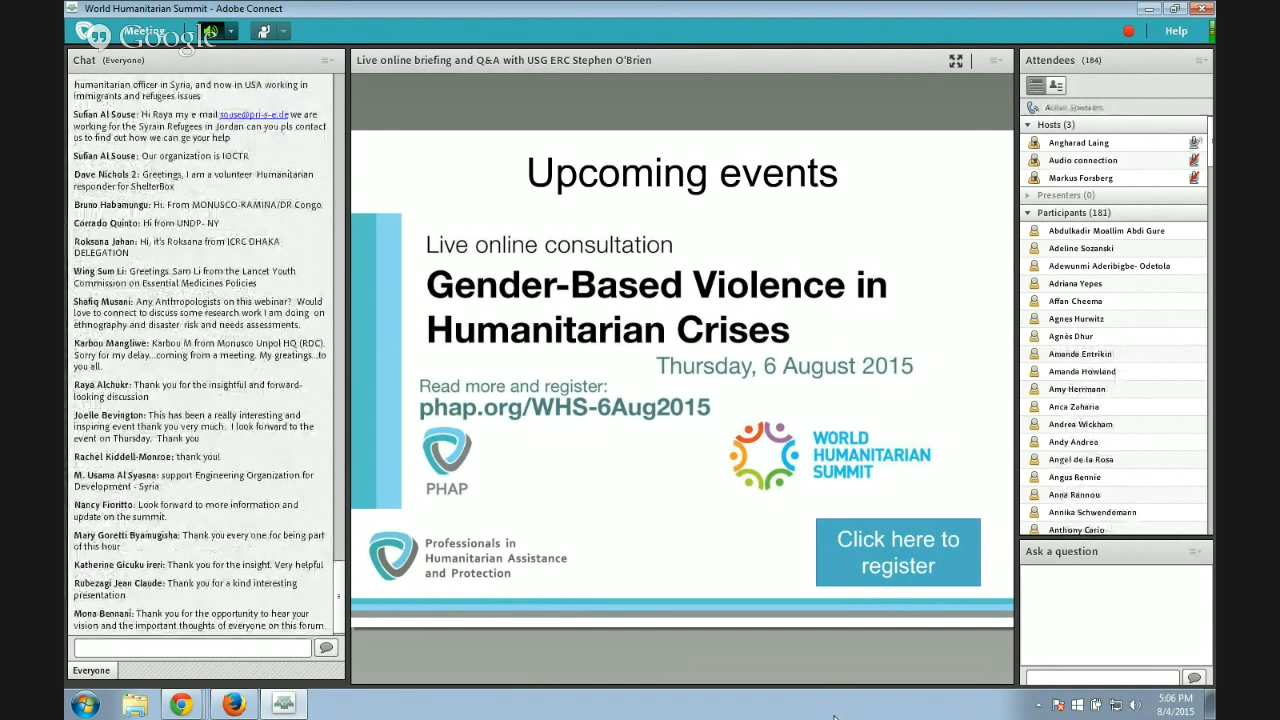 World Humanitarian Summit - Adobe Connect
Meeting
Google
Help
Chat (Everyone)
humanitarian officer in Syria, and now in USA working in
immigrants and refugees issues
Sufian Al Souse: Hi Raya my e mail souse@pri-s-e.de we are
working for the Syrain Refugees in Jordan can you pls contact
us to find out how we can ge your help
Sufian Al Souse: Our organization is IOCTR
Dave Nichols 2: Greetings, I am a volunteer Humanitarian
responder for ShelterBox
Bruno Habamungu: Hi. From MONUSCO-KAMINA/DR Congo.
Corrado Quinto: Hi from UNDP- NY
Roksana Jahan: Hi, it's Roksana from ICRC DHAKA
DELEGATION
Wing Sum Li: Greetings. Sam Li from the Lancet Youth
Commission on Essential Medicines Policies
Shafiq Musani: Any Anthropologists on this webinar? Would
love to connect to discuss some research work I am doing on
ethnography and disaster risk and needs assessments.
Karbou Mangliwe: Karbou M from Monusco Unpol HQ (RDC).
Sorry for my delay...coming from a meeting. My greetings...to
you all.
Raya Alchukr: Thank you for the insightful and forward-
looking discussion
Joelle Bevington: This has been a really interesting and
inspiring event thank you very much. I look forward to the
event on Thursday. Thank you
Rachel Kiddell-Monroe: thank you!
M. Usama Al Syasna: support Engineering Organization for
Development - Syria
Nancy Fioritto: Look forward to more information and
update on the summit.
Mary Goretti Byamugisha: Thank you every one for being part
of this hour
Katherine Gicuku ireri: Thank you for the insight. Very helpful
Rubezagi Jean Claude: Thank you for a kind interesting
presentation
Mona Bennani: Thank you for the opportunity to hear your
vision and the important thoughts of everyone on this forum.
Everyone
Live online briefing and Q&A with USG ERC Stephen O'Brien
Upcoming events
Live online consultation
Gender-Based Violence in
Humanitarian Crises
Thursday, 6 August 2015
Read more and register:
phap.org/WHS-6Aug2015
PHAP
WORLD
HUMANITARIAN
SUMMIT
Professionals in
Humanitarian Assistance
and Protection
Click here to
register
Attendees (184)
Active Speakers
Hosts (3)
Angharad Laing
Audio connection
Markus Forsberg
Presenters (0)
Participants (181)
Abdulkadir Moallim Abdi Gure
Adeline Sozanski
Adewunmi Aderibigbe- Odetola
Adriana Yepes
Affan Cheema
Agnes Hurwitz
Agnès Dhur
Amanda Entrikin
Amanda Howland
Amy Herrmann
Anca Zaharia
Andrea Wickham
Andy Andrea
Angel de la Rosa
Angus Rennie
Anna Rannou
Annika Schwendemann
Anthony Cario
Ask a question
5:06 PM
8/4/2015